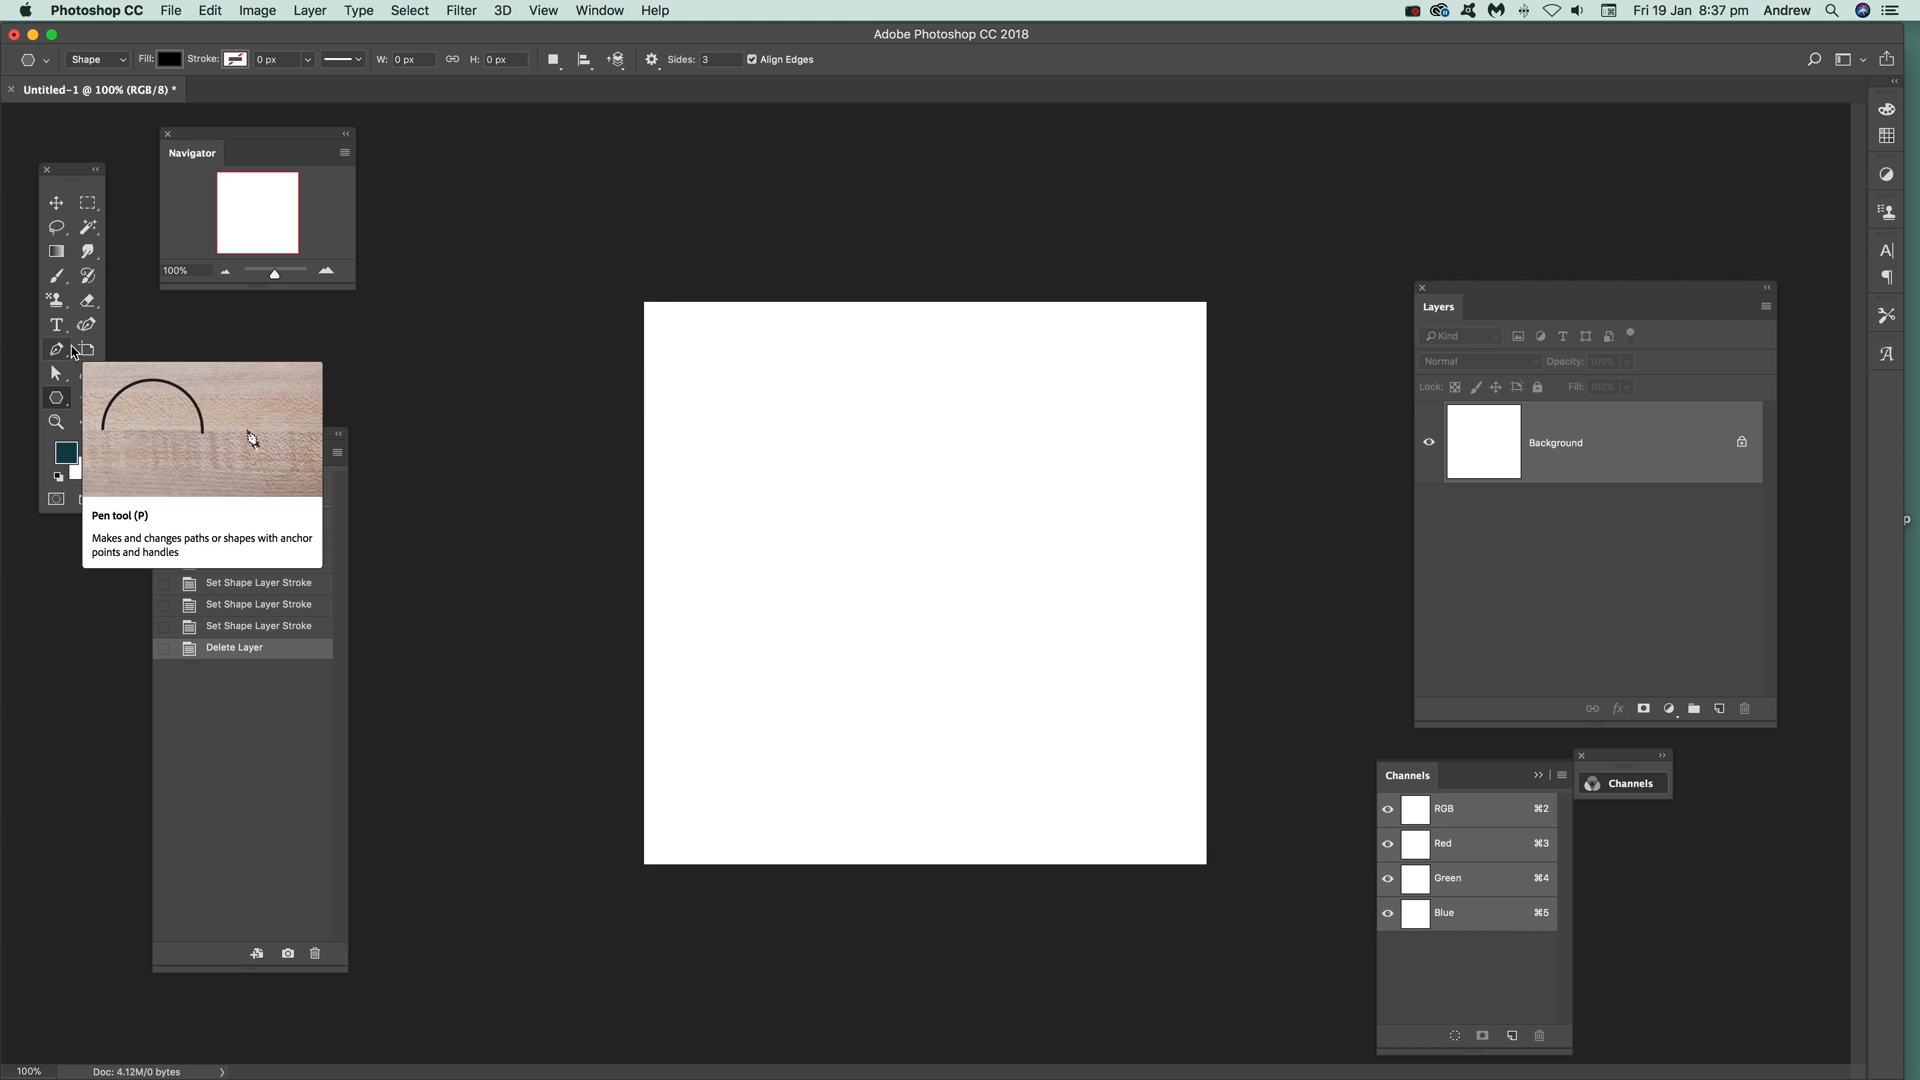 Photoshop CC File Edit Image Layer Type Select Filter 3D View Window Help Fri 19 Jan 8:37 pm Andrew
Adobe Photoshop CC 2018
Shape Fill: Stroke: 0 px W: 0 px H: 0 px Sides: 3 Align Edges
Untitled-1 @ 100% (RGB/8) *
Navigator
100%
Pen tool (P)
Makes and changes paths or shapes with anchor
points and handles
Set Shape Layer Stroke
Set Shape Layer Stroke
Set Shape Layer Stroke
Delete Layer
Layers
Kind
Normal Opacity: 100%
Lock: Fill: 100%
Background
fx
Channels
Channels
RGB ⌘2
Red ⌘3
Green ⌘4
Blue ⌘5
p
100% Doc: 4.12M/0 bytes